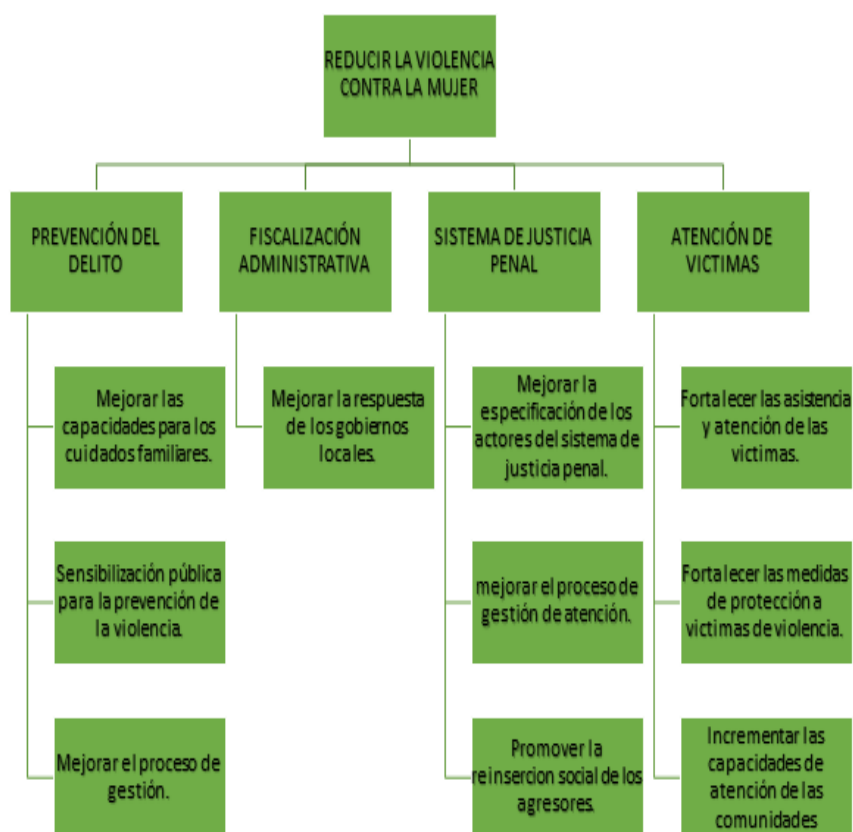 REDUCIR LA VIOLENCIA
CONTRA LA MUJER
PREVENCIÓN DEL
DELITO
FISCALIZACIÓN
ADMINISTRATIVA
SISTEMA DE JUSTICIA
PENAL
ATENCIÓN DE
VICTIMAS
Mejorar las
capacidades para los
cuidados familiares.
Sensibilización pública
para la prevención de
la violencia.
Mejorar el proceso de
gestión.
Mejorar la respuesta
de los gobiernos
locales.
Mejorar la
especificación de los
actores del sistema de
justicia penal.
mejorar el proceso de
gestión de atención.
Promover la
reinsercion social de los
agresores.
Fortalecer las asistencia
y atención de las
victimas.
Fortalecer las medidas
de protección a
victimas de violencia.
Incrementar las
capacidades de
atención de las
comunidades